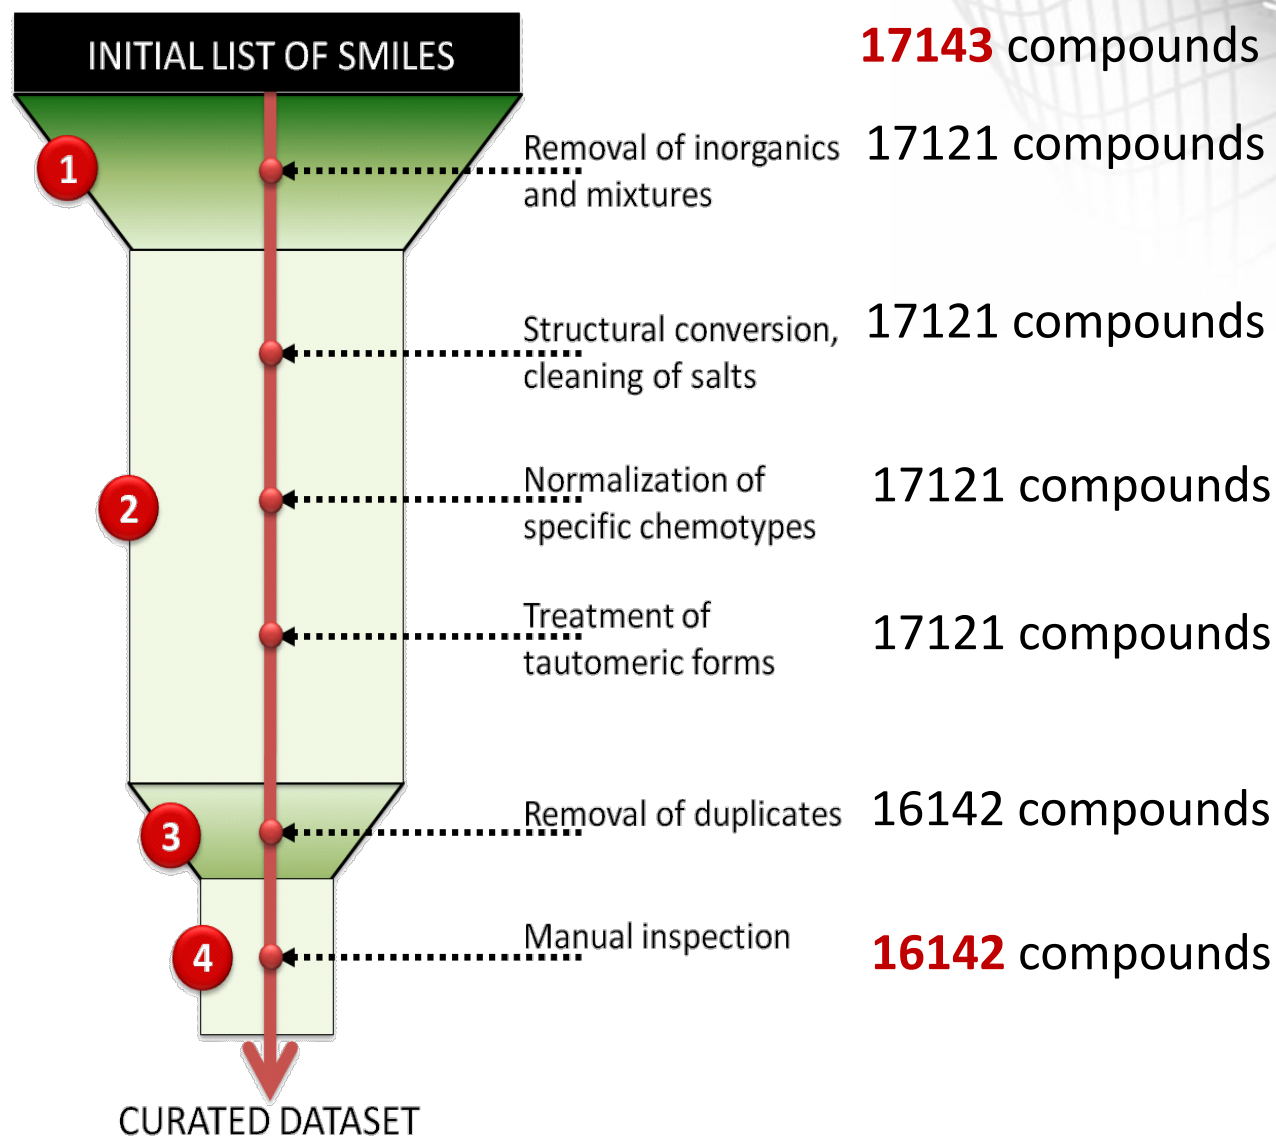 INITIAL LIST OF SMILES
17143 compounds
1
Removal of inorganics
and mixtures
17121 compounds
Structural conversion,
cleaning of salts
17121 compounds
2
Normalization of
specific chemotypes
17121 compounds
Treatment of
tautomeric forms
17121 compounds
3
Removal of duplicates
16142 compounds
4
Manual inspection
16142 compounds
CURATED DATASET